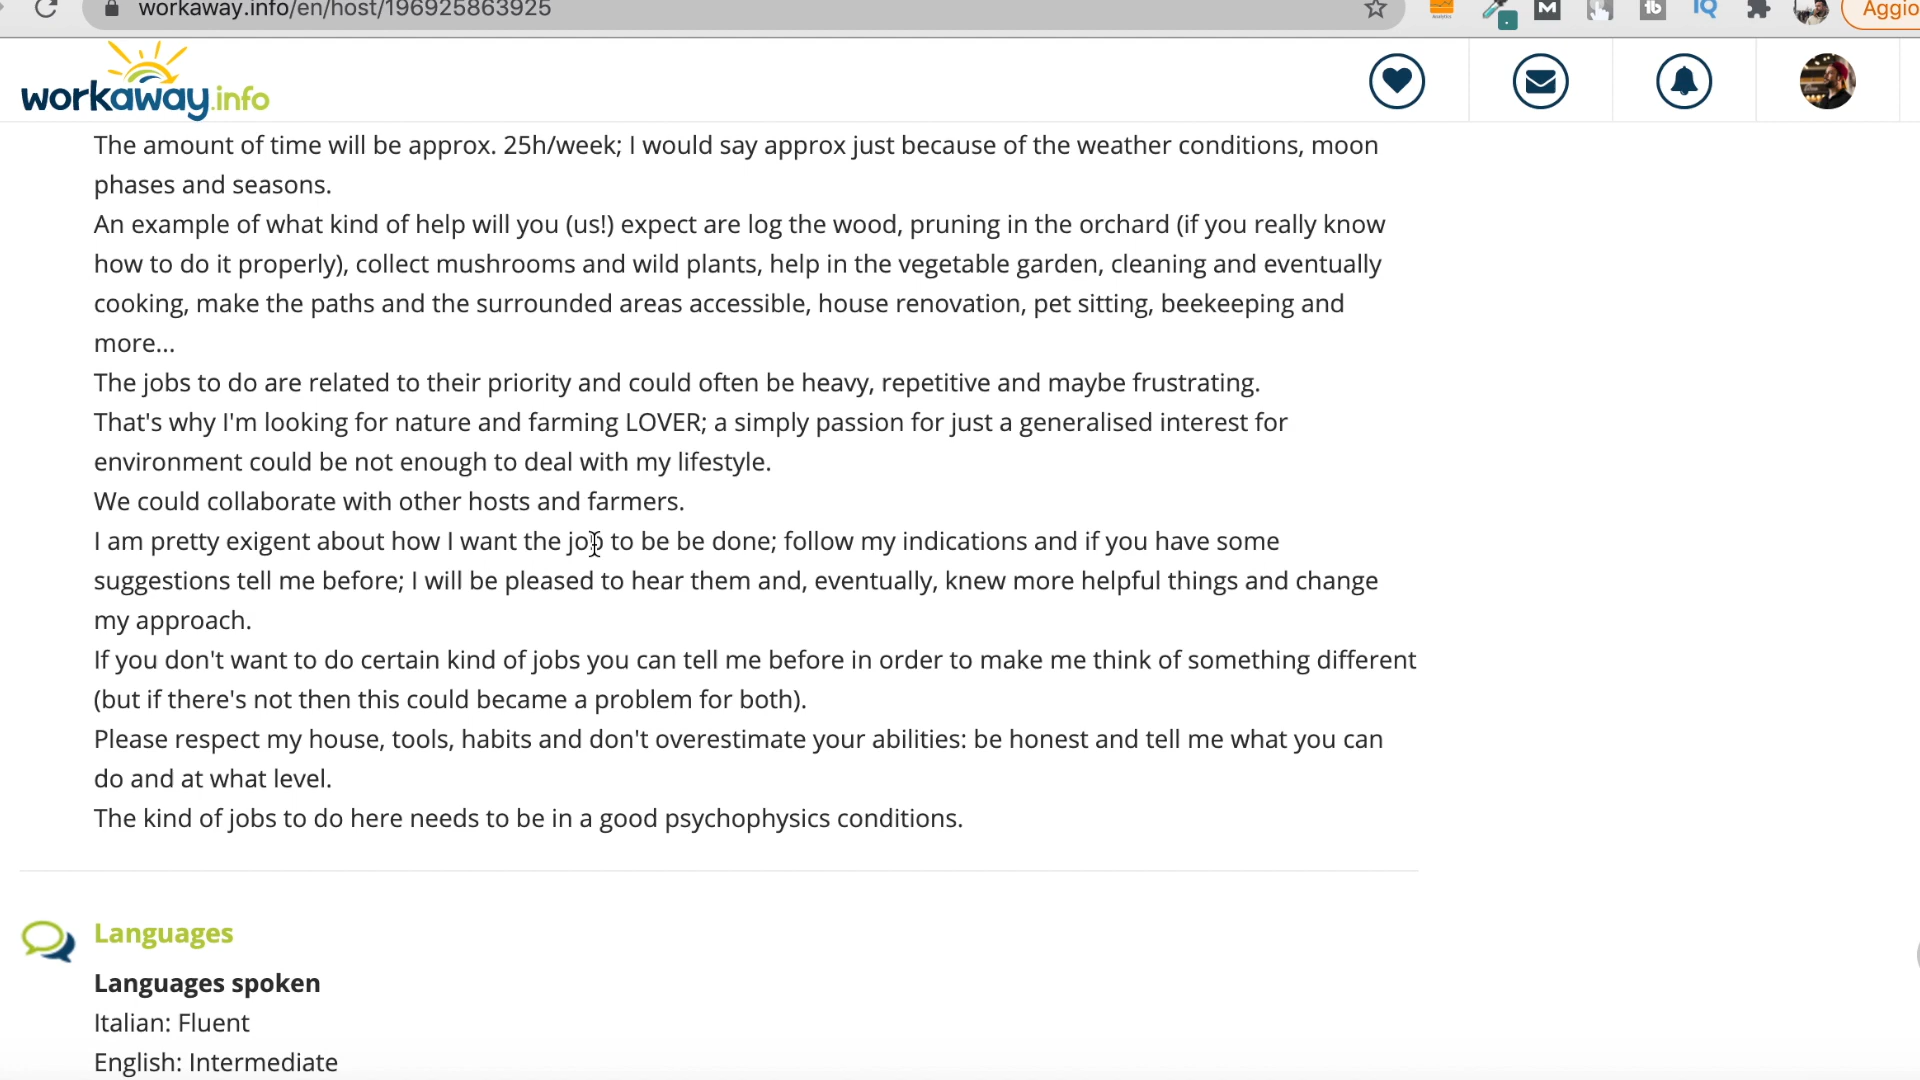 workaway.info/en/host/196925863925
M
tb
IQ
Aggio
workaway.info
The amount of time will be approx. 25h/week; I would say approx just because of the weather conditions, moon
phases and seasons.
An example of what kind of help will you (us!) expect are log the wood, pruning in the orchard (if you really know
how to do it properly), collect mushrooms and wild plants, help in the vegetable garden, cleaning and eventually
cooking, make the paths and the surrounded areas accessible, house renovation, pet sitting, beekeeping and
more...
The jobs to do are related to their priority and could often be heavy, repetitive and maybe frustrating.
That's why I'm looking for nature and farming LOVER; a simply passion for just a generalised interest for
environment could be not enough to deal with my lifestyle.
We could collaborate with other hosts and farmers.
I am pretty exigent about how I want the job to be be done; follow my indications and if you have some
suggestions tell me before; I will be pleased to hear them and, eventually, knew more helpful things and change
my approach.
If you don't want to do certain kind of jobs you can tell me before in order to make me think of something different
(but if there's not then this could became a problem for both).
Please respect my house, tools, habits and don't overestimate your abilities: be honest and tell me what you can
do and at what level.
The kind of jobs to do here needs to be in a good psychophysics conditions.
Languages
Languages spoken
Italian: Fluent
English: Intermediate